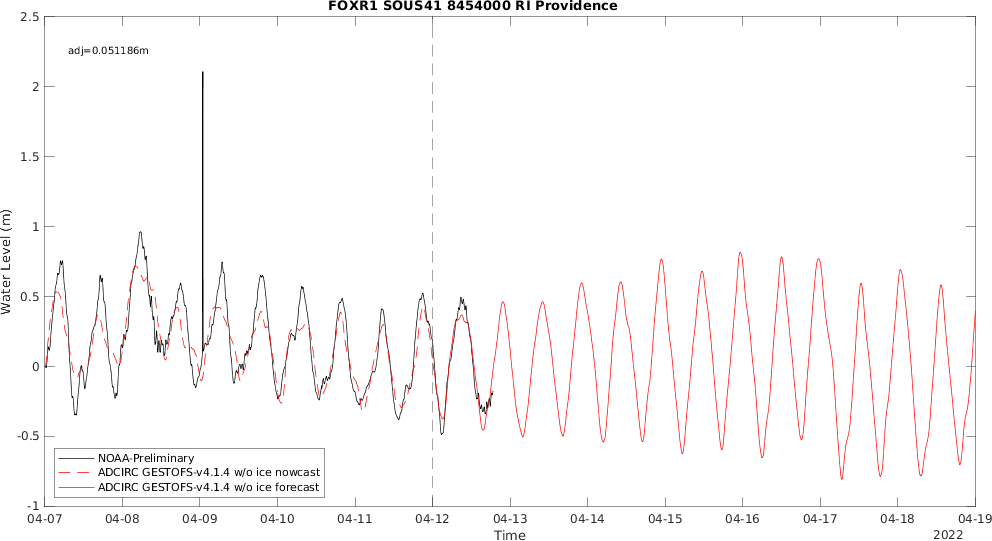 FOXR1 SOUS41 8454000 RI Providence
2.5
adj=0.051186m
2
1.5
1
0.5
0
-0.5
-1
Water Level (m)
NOAA-Preliminary
ADCIRC GESTOFS-v4.1.4 w/o ice nowcast
ADCIRC GESTOFS-v4.1.4 w/o ice forecast
04-07 04-08 04-09 04-10 04-11 04-12 04-13 04-14 04-15 04-16 04-17 04-18 04-19
Time
2022